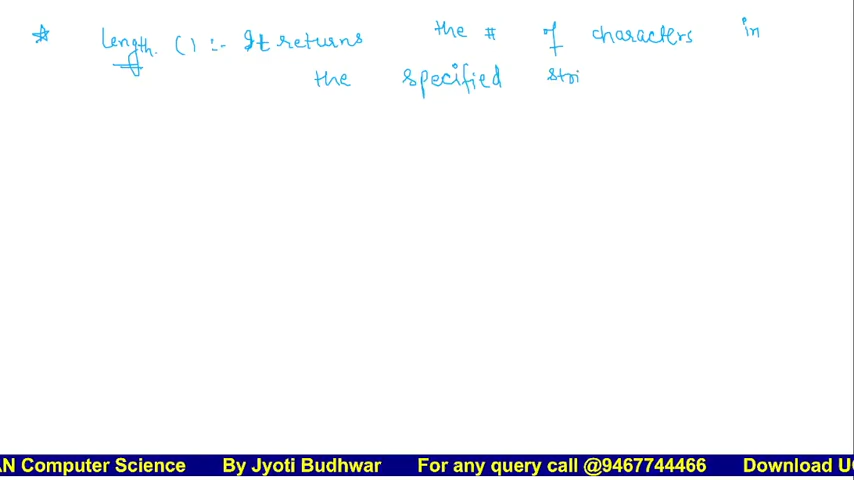 ☆ length. () :- It returns the # of characters in
the specified stri
AN Computer Science By Jyoti Budhwar For any query call @9467744466 Download U